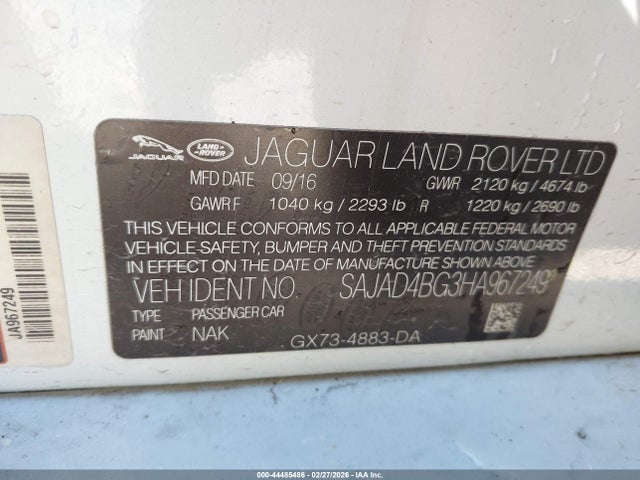 JAGUAR LAND-ROVER JAGUAR LAND ROVER LTD
MFD DATE 09/16 GVWR 2120 kg / 4674 lb
GAWR F 1040 kg / 2293 lb R 1220 kg / 2690 lb
THIS VEHICLE CONFORMS TO ALL APPLICABLE FEDERAL MOTOR
VEHICLE SAFETY, BUMPER AND THEFT PREVENTION STANDARDS
IN EFFECT ON THE DATE OF MANUFACTURE SHOWN ABOVE.
VEH IDENT NO. SAJAD4BG3HA967249
TYPE PASSENGER CAR
PAINT NAK GX73-4883-DA
JA967249
000-44485486 | 02/27/2026 - IAA Inc.